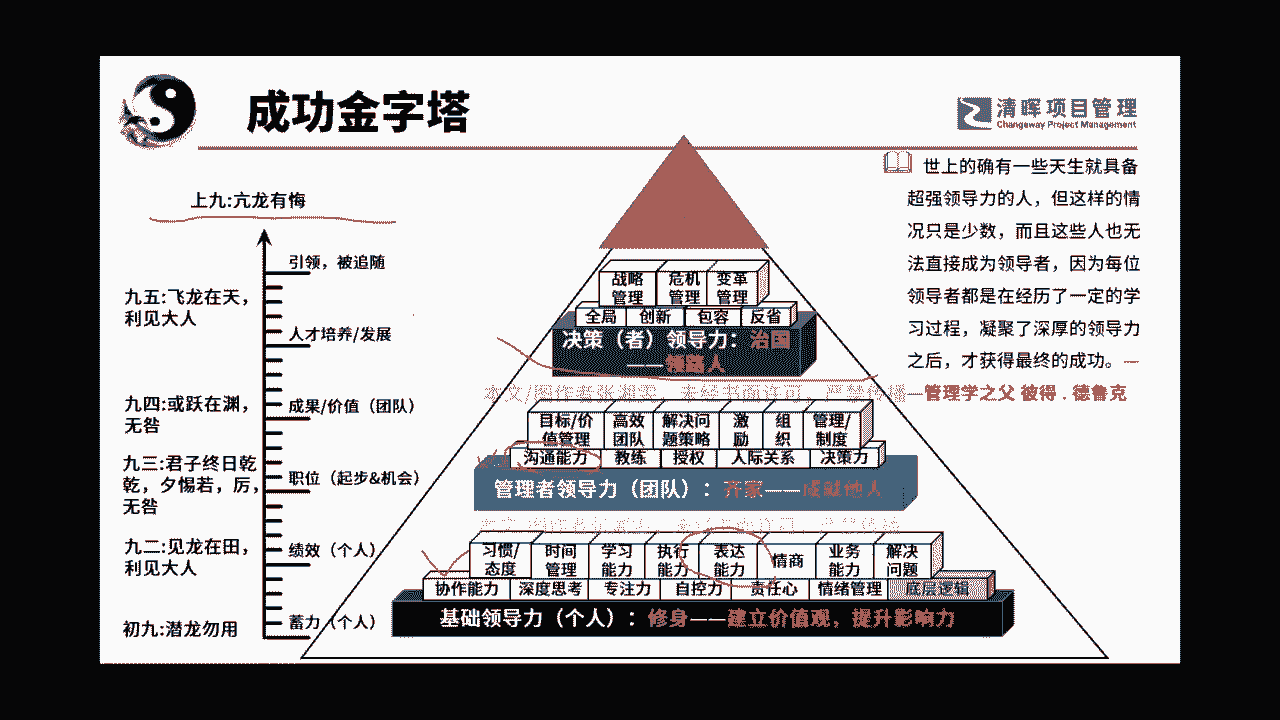 成功金字塔
清晖项目管理
Changeway Project Management
上九:亢龙有悔
九五:飞龙在天，
利见大人
九四:或跃在渊，
无咎
九三:君子终日乾
乾，夕惕若，厉，
无咎
九二:见龙在田，
利见大人
初九:潜龙勿用
引领，被追随
人才培养/发展
成果/价值（团队）
职位（起步&机会）
绩效（个人）
蓄力（个人）
战略 危机 变革
管理 管理 管理
全局 创新 包容 反省
决策（者）领导力：治国
——领路人
本文/图作者张湘雲，未经书面许可，严禁传播
目标/价 高效 解决问 激 组 管理/
值管理 团队 题策略 励 织 制度
沟通能力 教练 授权 人际关系 决策力
管理者领导力（团队）：齐家——成就他人
习惯/ 时间 学习 执行 表达 情商 业务 解决
态度 管理 能力 能力 能力 能力 问题
协作能力 深度思考 专注力 自控力 责任心 情绪管理 底层逻辑
基础领导力（个人）：修身——建立价值观，提升影响力
世上的确有一些天生就具备
超强领导力的人，但这样的情
况只是少数，而且这些人也无
法直接成为领导者，因为每位
领导者都是在经历了一定的学
习过程，凝聚了深厚的领导力
之后，才获得最终的成功。—
—管理学之父 彼得．德鲁克